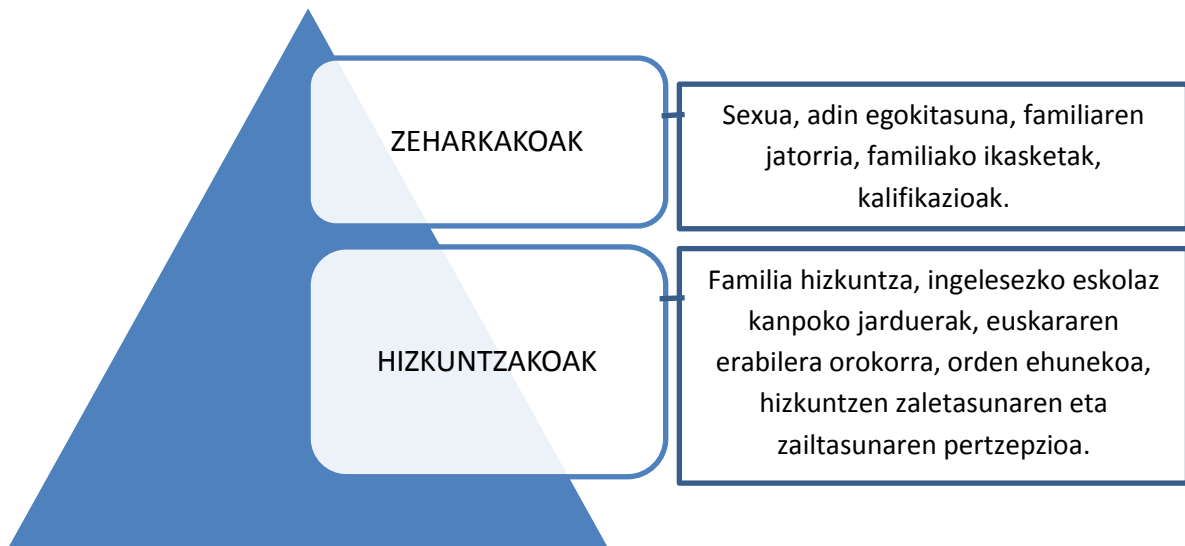 ZEHARKAKOAK
Sexua, adin egokitasuna, familiaren
jatorria, familiako ikasketak,
kalifikazioak.
HIZKUNTZAKOAK
Familia hizkuntza, ingelesezko eskolaz
kanpoko jarduerak, euskararen
erabilera orokorra, orden ehunekoa,
hizkuntzen zaletasunaren eta
zailtasunaren pertzepzioa.